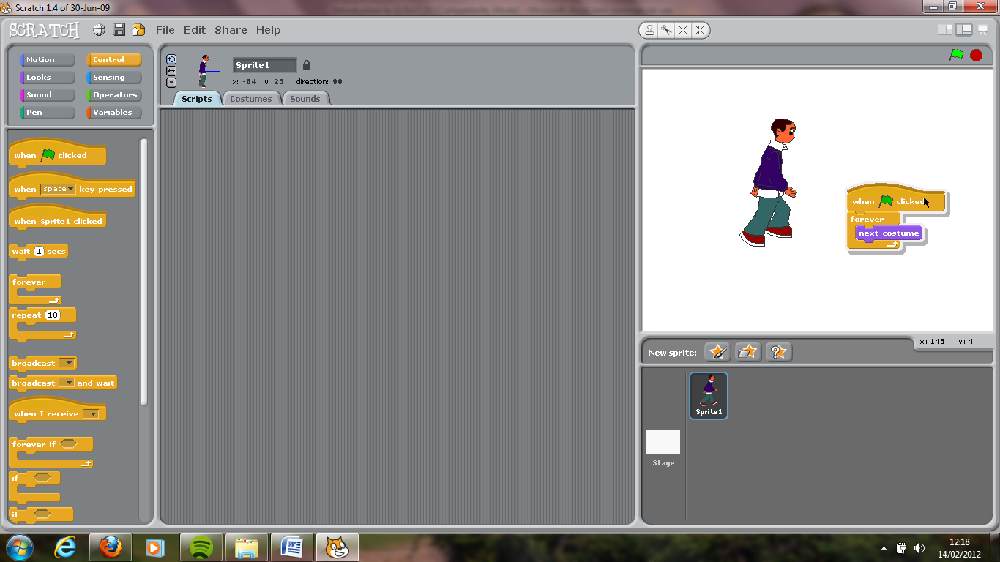 Scratch 1.4 of 30-Jun-09
SCRATCH File Edit Share Help
Motion Control
Looks Sensing
Sound Operators
Pen Variables
when clicked
when space key pressed
when Sprite1 clicked
wait 1 secs
forever
repeat 10
broadcast
broadcast and wait
when I receive
forever if
if
if
Sprite1
x: -64 y: 25 direction: 90
Scripts Costumes Sounds
when clicked
forever
next costume
x: 145 y: 4
New sprite:
Sprite1
Stage
12:18
14/02/2012